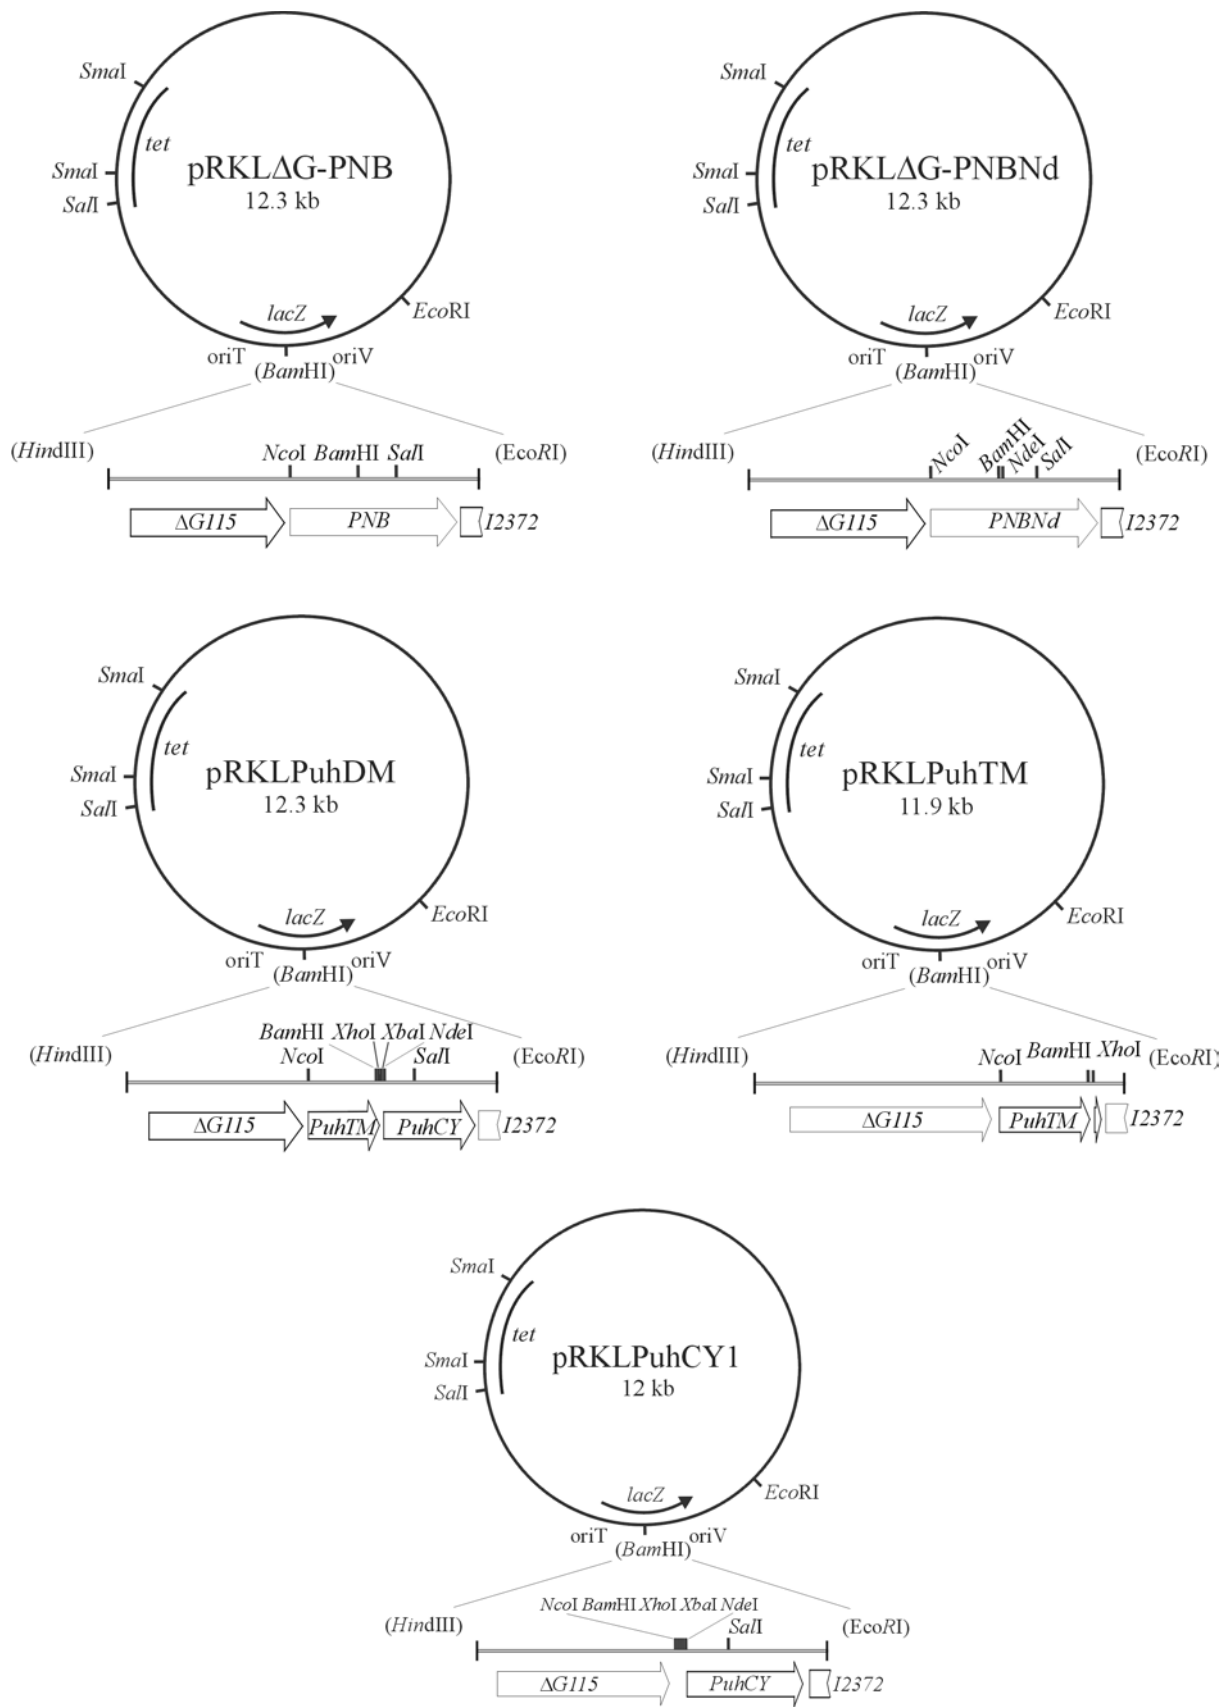 SmaI
tet
SmaI
SalI
pRKLΔG-PNB
12.3 kb
lacZ
EcoRI
oriT
oriV
(BamHI)
(HindIII)
NcoI BamHI SalI
(EcoRI)
ΔG115
PNB
I2372
SmaI
tet
SmaI
SalI
pRKLΔG-PNBNd
12.3 kb
lacZ
EcoRI
oriT
oriV
(BamHI)
(HindIII)
NcoI BamHI NdeI SalI
(EcoRI)
ΔG115
PNBNd
I2372
SmaI
tet
SmaI
SalI
pRKLPuhDM
12.3 kb
lacZ
EcoRI
oriT
oriV
(BamHI)
BamHI XhoI XbaI NdeI
(HindIII)
NcoI
SalI
(EcoRI)
ΔG115
PuhTM
PuhCY
I2372
SmaI
tet
SmaI
SalI
pRKLPuhTM
11.9 kb
lacZ
EcoRI
oriT
oriV
(BamHI)
(HindIII)
NcoI BamHI XhoI
(EcoRI)
ΔG115
PuhTM
I2372
SmaI
tet
SmaI
SalI
pRKLPuhCY1
12 kb
lacZ
EcoRI
oriT
oriV
(BamHI)
NcoI BamHI XhoI XbaI NdeI
(HindIII)
SalI
(EcoRI)
ΔG115
PuhCY
I2372